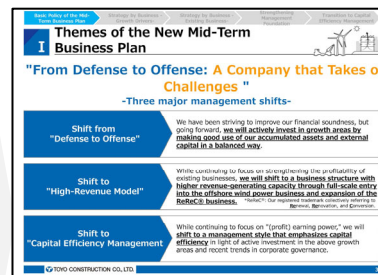 Basic Policy of the Mid-
Term Business Plan
Strategy by Business -
Growth Drivers-
Strategy by Business -
Existing Business-
Strengthening
Management
Foundation
Transition to Capital
Efficiency Management
I
Themes of the New Mid-Term
Business Plan
"From Defense to Offense: A Company that Takes o
Challenges "
-Three major management shifts-
Shift from
"Defense to Offense"
We have been striving to improve our financial soundness, but
going forward, we will actively invest in growth areas by
making good use of our accumulated assets and external
capital in a balanced way.
Shift to
"High-Revenue Model"
While continuing to focus on strengthening the profitability of
existing businesses, we will shift to a business structure with
higher revenue-generating capacity through full-scale entry
into the offshore wind power business and expansion of the
ReReC® business. *ReReC®: Our registered trademark collectively referring to
Renewal, Renovation, and Conversion.
Shift to
"Capital Efficiency Management
While continuing to focus on "(profit) earning power," we will
shift to a management style that emphasizes capital
efficiency in light of active investment in the above growth
areas and recent trends in corporate governance.
TOYO CONSTRUCTION CO., LTD.